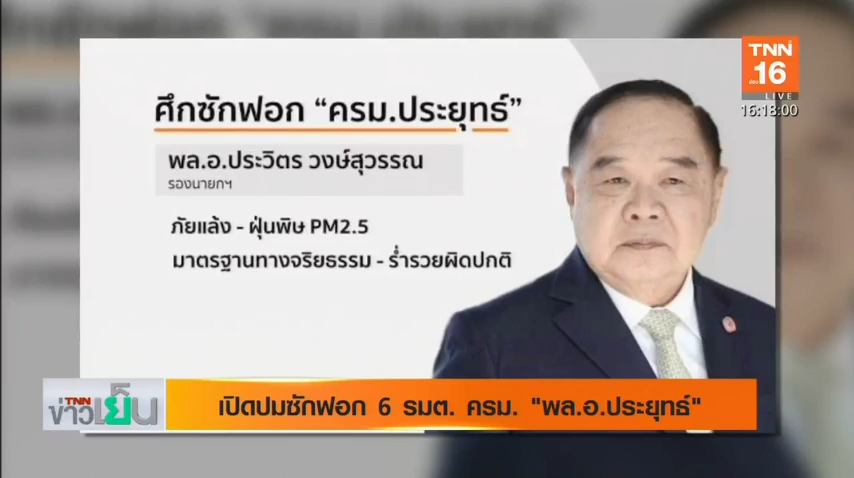 TNN
ช่อง 16
LIVE
16:18:00
ศึกซักฟอก “ครม.ประยุทธ์”
พล.อ.ประวิตร วงษ์สุวรรณ
รองนายกฯ
ภัยแล้ง - ฝุ่นพิษ PM2.5
มาตรฐานทางจริยธรรม - ร่ำรวยผิดปกติ
TNN
ข่าวเย็น
เปิดปมซักฟอก 6 รมต. ครม. "พล.อ.ประยุทธ์"